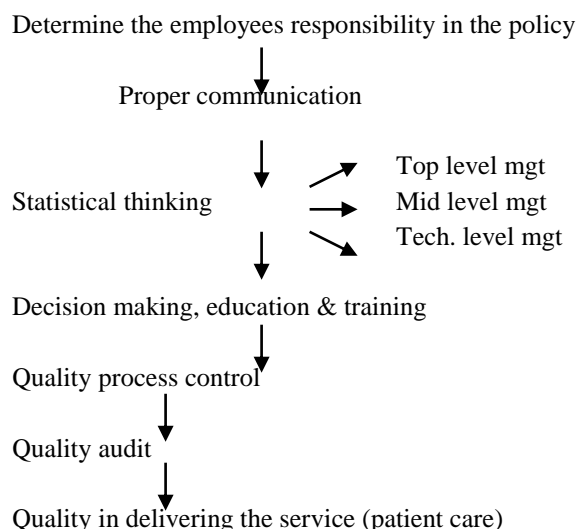 Determine the employees responsibility in the policy
Proper communication
Top level mgt
Statistical thinking
Mid level mgt
Tech. level mgt
Decision making, education & training
Quality process control
Quality audit
Quality in delivering the service (patient care)